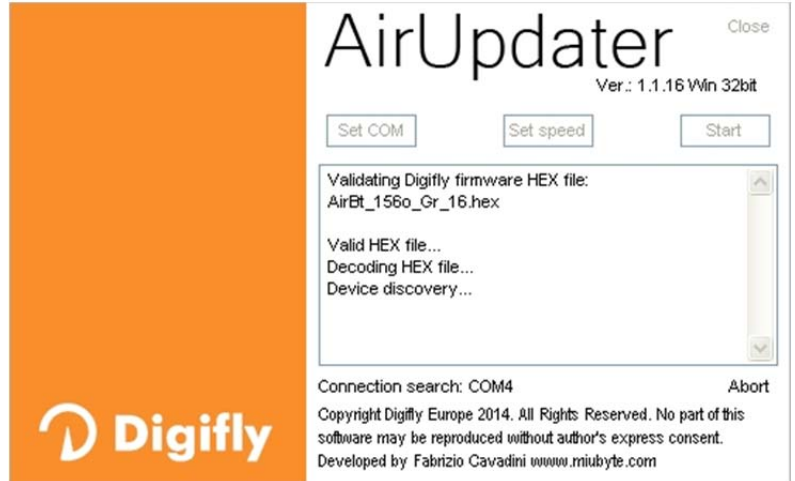 AirUpdater
Close
Ver.: 1.1.16 Win 32bit
Set COM
Set speed
Start
Validating Digifly firmware HEX file:
AirBt_156o_Gr_16.hex
Valid HEX file...
Decoding HEX file...
Device discovery...
Connection search: COM4
Abort
Copyright Digifly Europe 2014. All Rights Reserved. No part of this
software may be reproduced without author's express consent.
Developed by Fabrizio Cavadini www.miubyte.com
Digifly